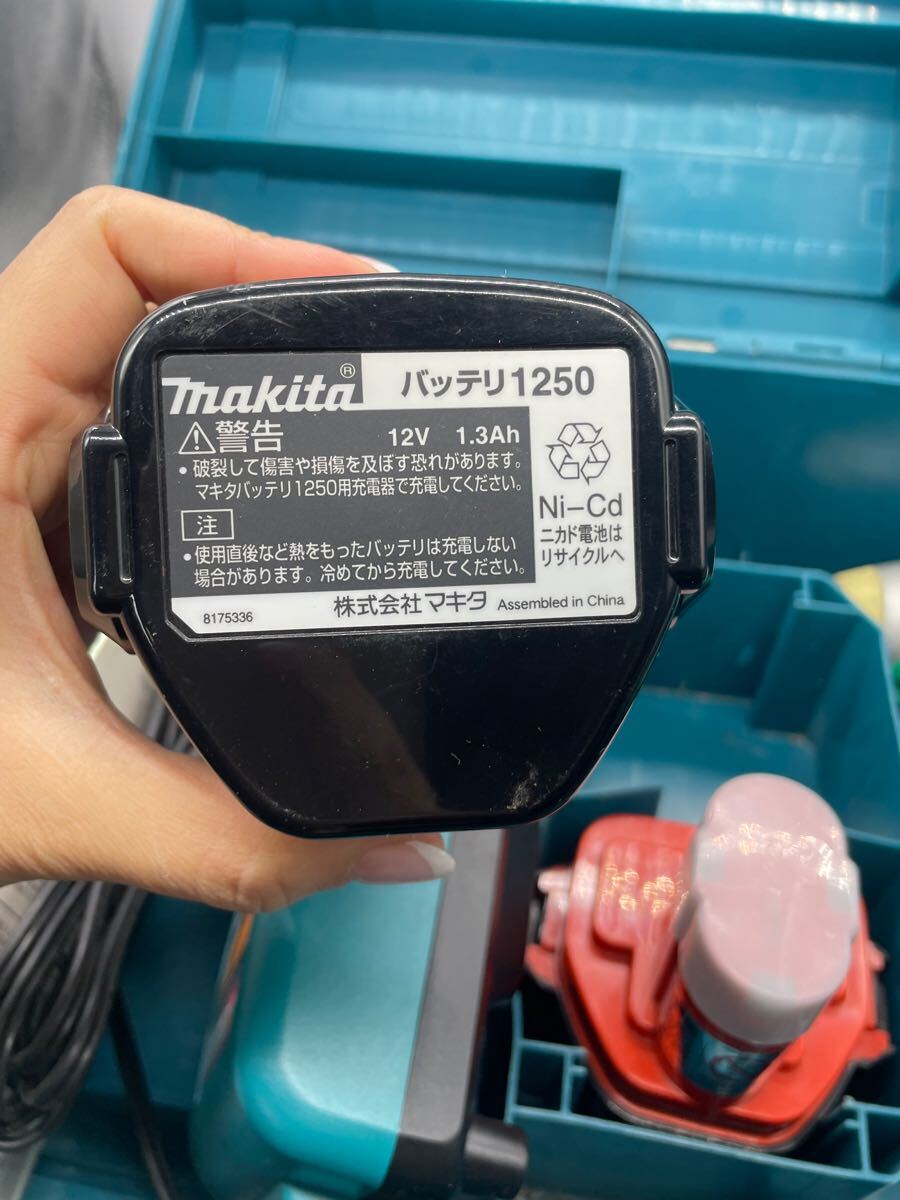 makita®
バッテリ1250
⚠警告 12V 1.3Ah
•破裂して傷害や損傷を及ぼす恐れがあります。
マキタバッテリ1250用充電器で充電してください。
注
•使用直後など熱をもったバッテリは充電しない
場合があります。冷めてから充電してください。
Ni-Cd
ニカド電池は
リサイクルへ
8175336
株式会社マキタ Assembled in China